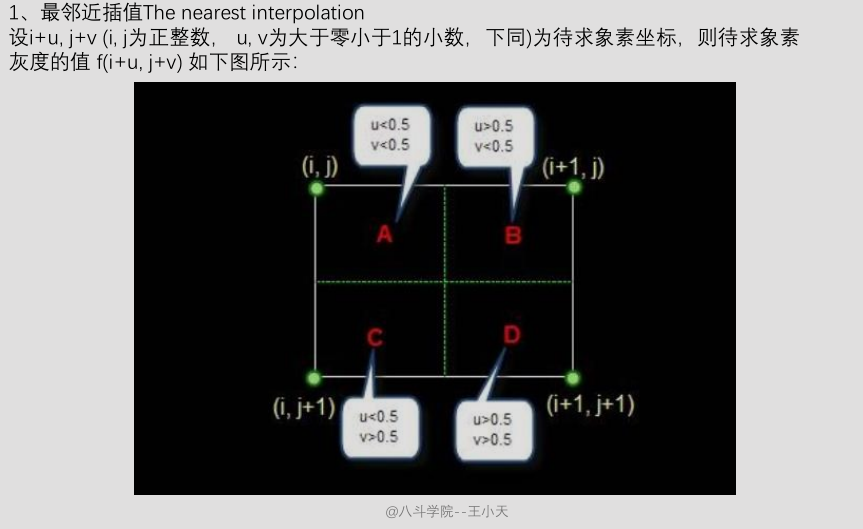 1、最邻近插值The nearest interpolation
设i+u, j+v (i, j为正整数， u, v为大于零小于1的小数，下同)为待求象素坐标，则待求象素
灰度的值 f(i+u, j+v) 如下图所示：
u<0.5
v<0.5
u>0.5
v<0.5
(i, j)
(i+1, j)
A
B
C
D
(i, j+1)
(i+1, j+1)
u<0.5
v>0.5
u>0.5
v>0.5
@八斗学院--王小天